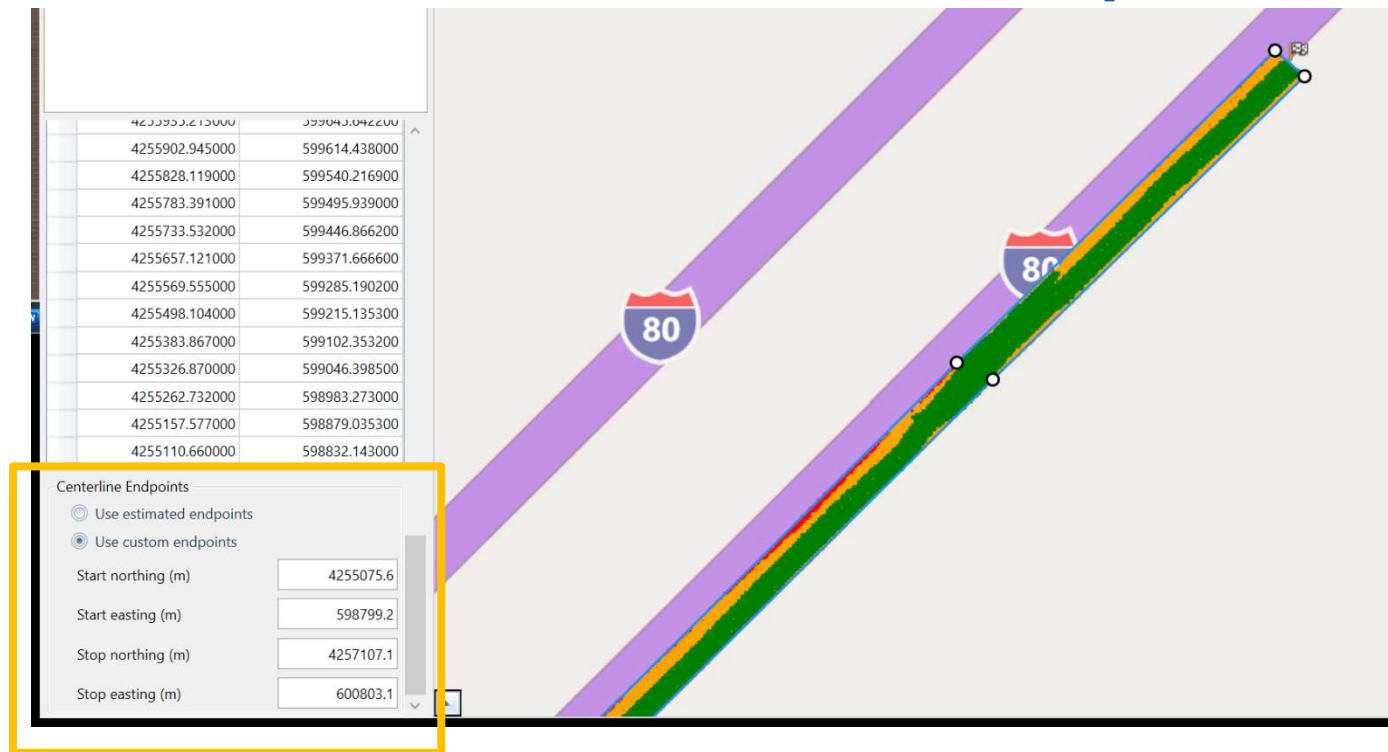 4255902.945000 599614.438000
4255828.119000 599540.216900
4255783.391000 599495.939000
4255733.532000 599446.866200
4255657.121000 599371.666600
4255569.555000 599285.190200
4255498.104000 599215.135300
4255383.867000 599102.353200
4255326.870000 599046.398500
4255262.732000 598983.273000
4255157.577000 598879.035300
4255110.660000 598832.143000
Centerline Endpoints
Use estimated endpoints
Use custom endpoints
Start northing (m) 4255075.6
Start easting (m) 598799.2
Stop northing (m) 4257107.1
Stop easting (m) 600803.1
80
80